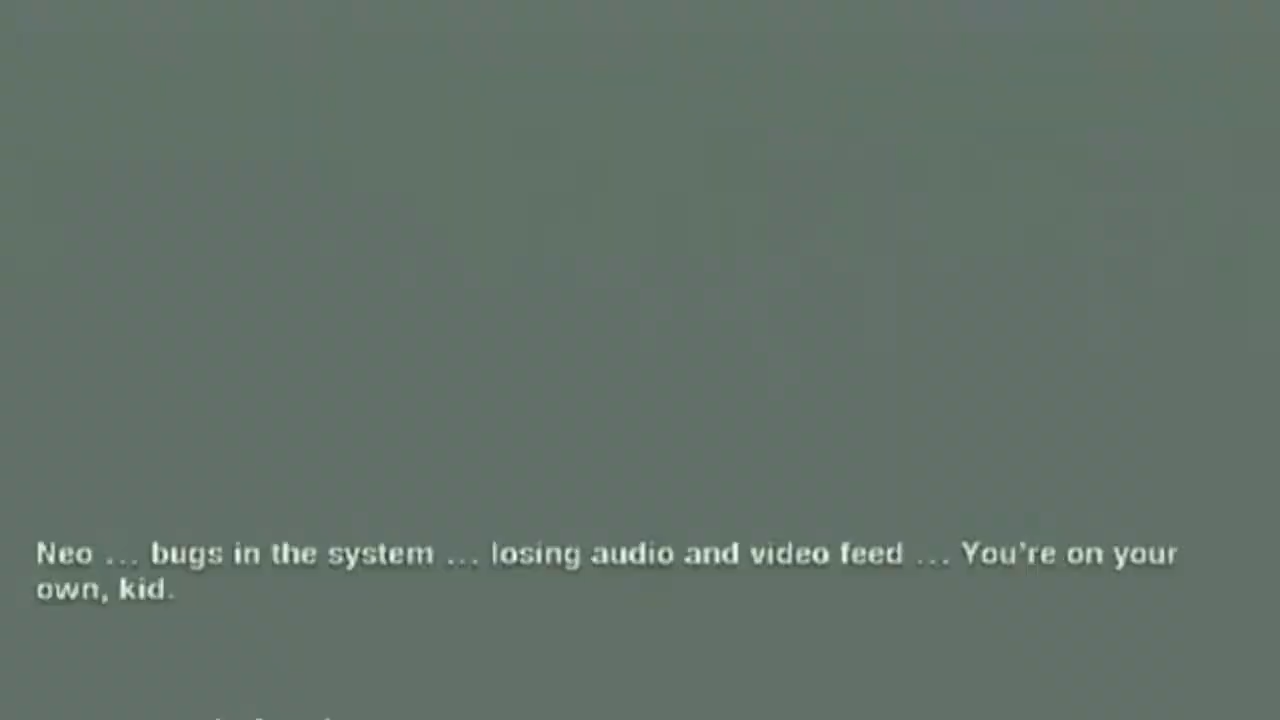 Neo ... bugs in the system ... losing audio and video feed ... You're on your
own, kid.